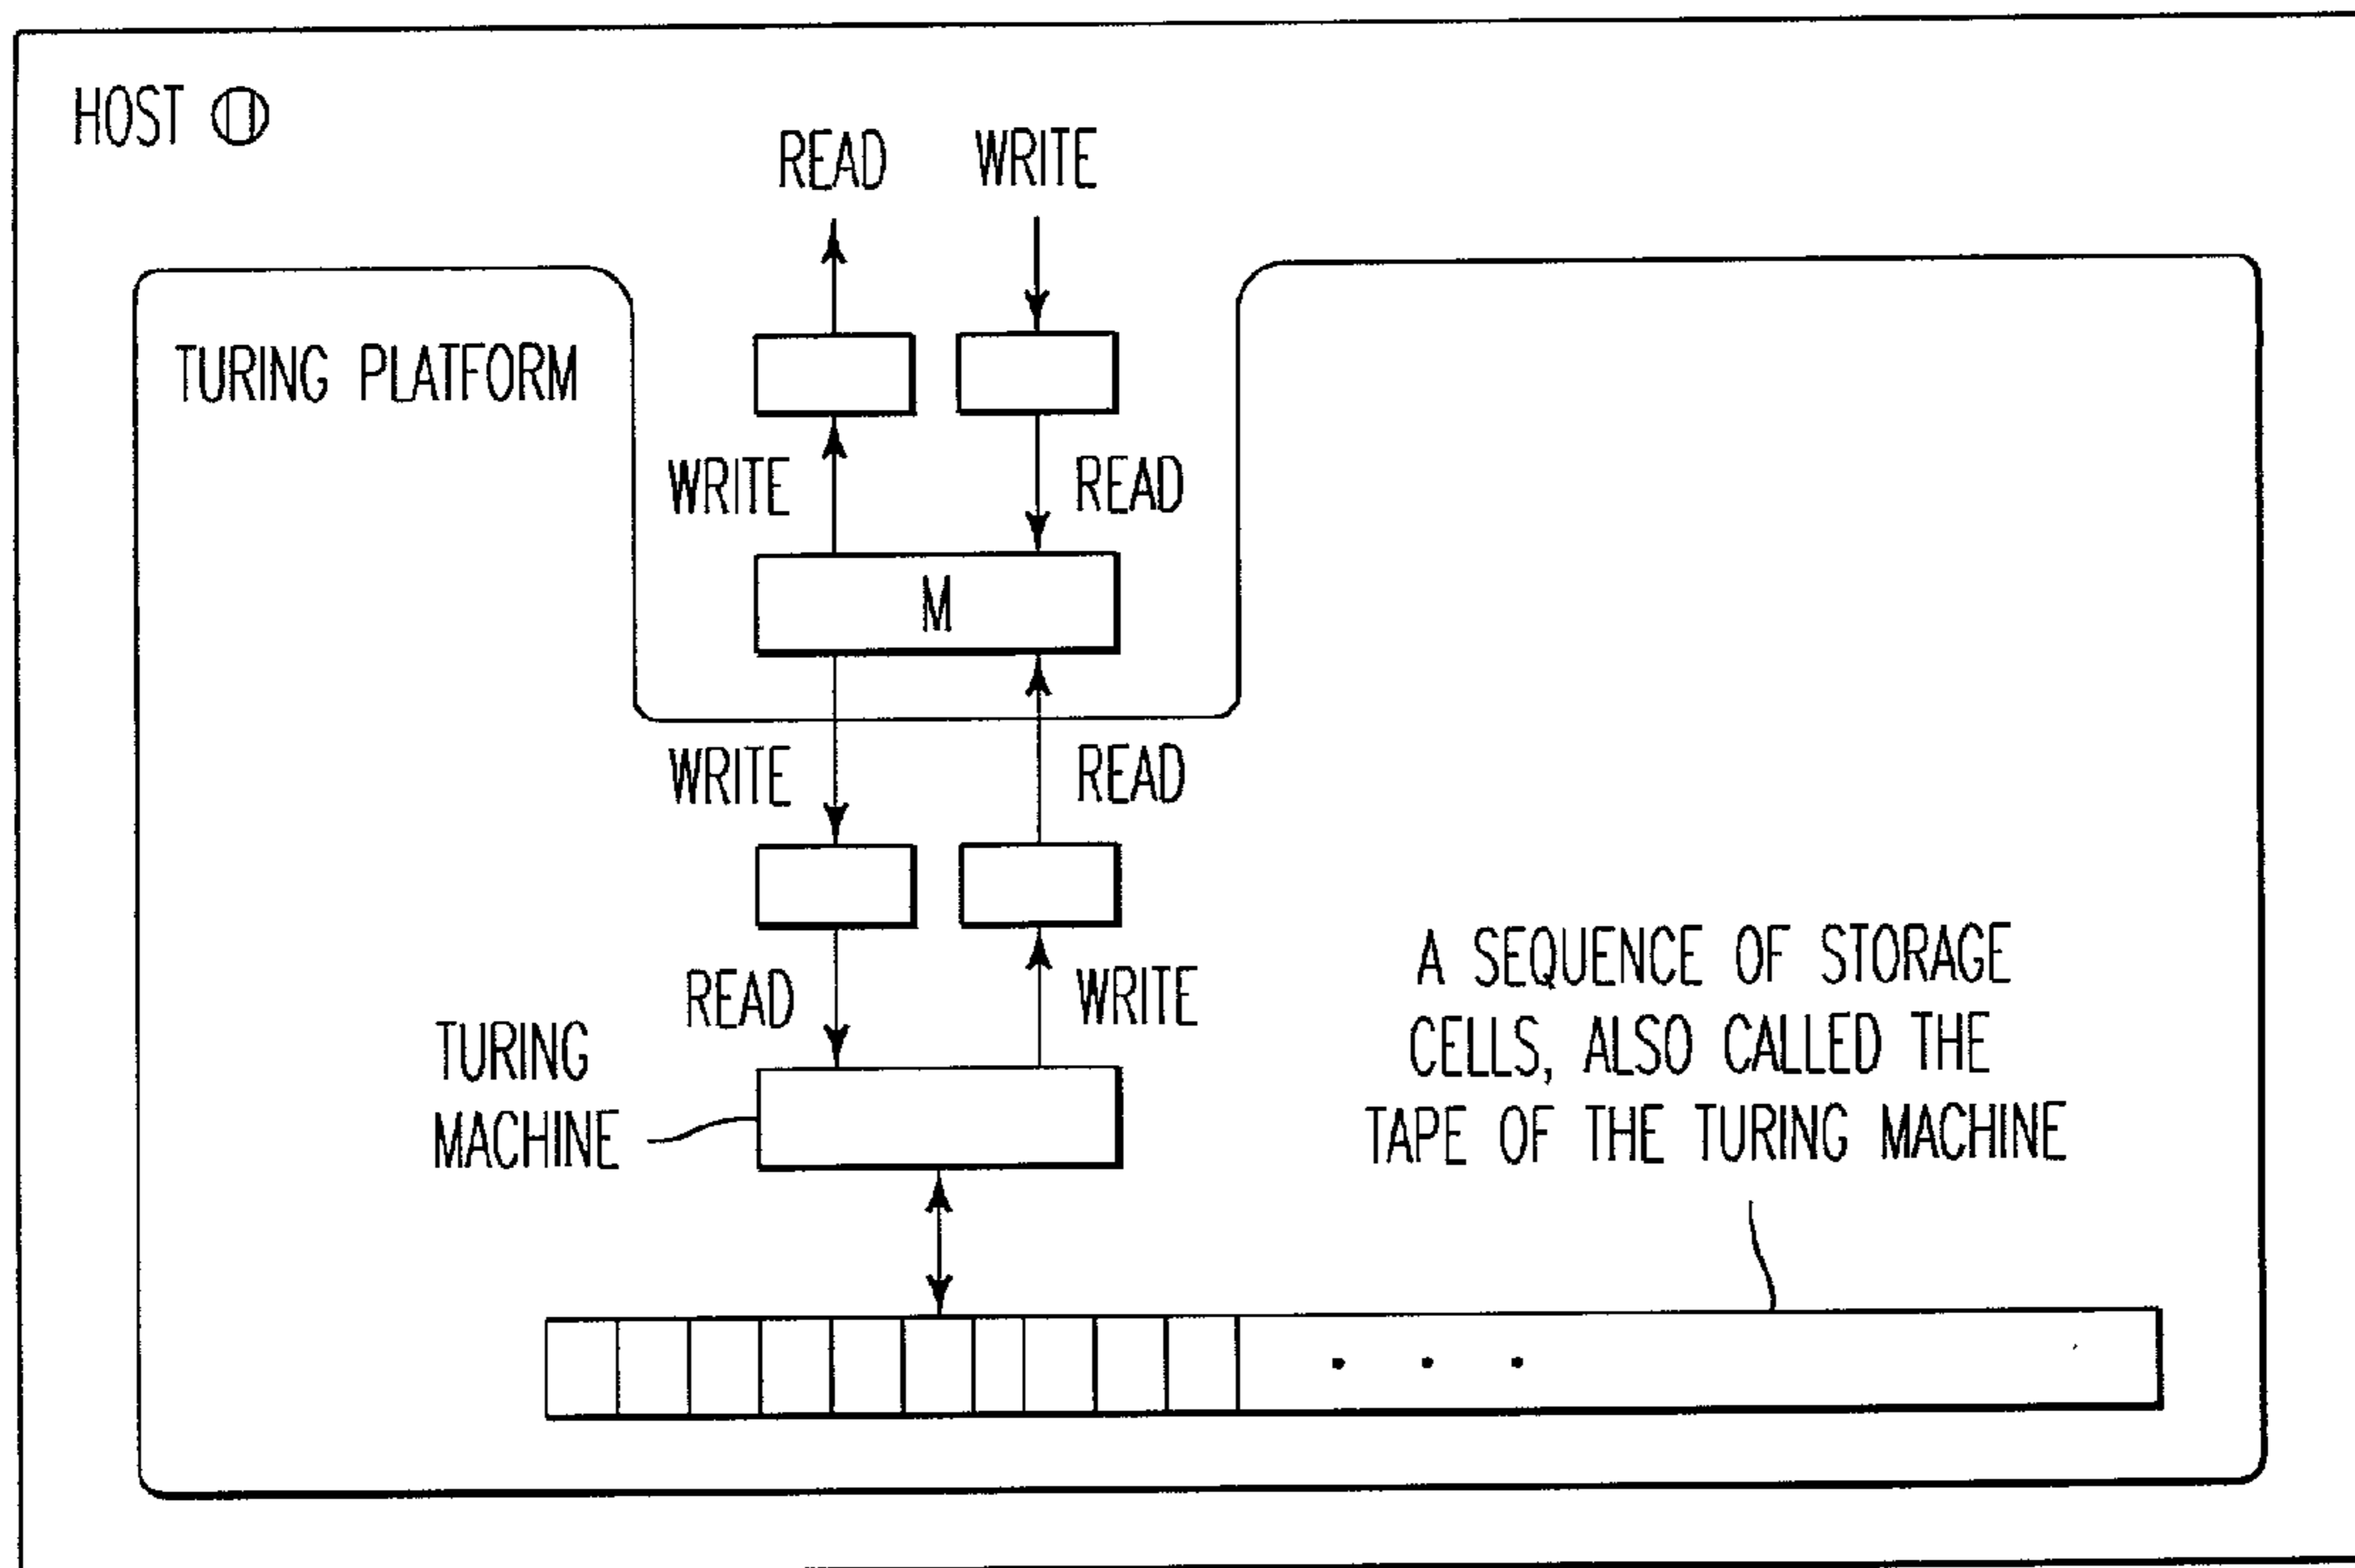 HOST
READ WRITE
TURING PLATFORM
WRITE READ
M
WRITE READ
READ WRITE
TURING
MACHINE
A SEQUENCE OF STORAGE
CELLS, ALSO CALLED THE
TAPE OF THE TURING MACHINE
. . .